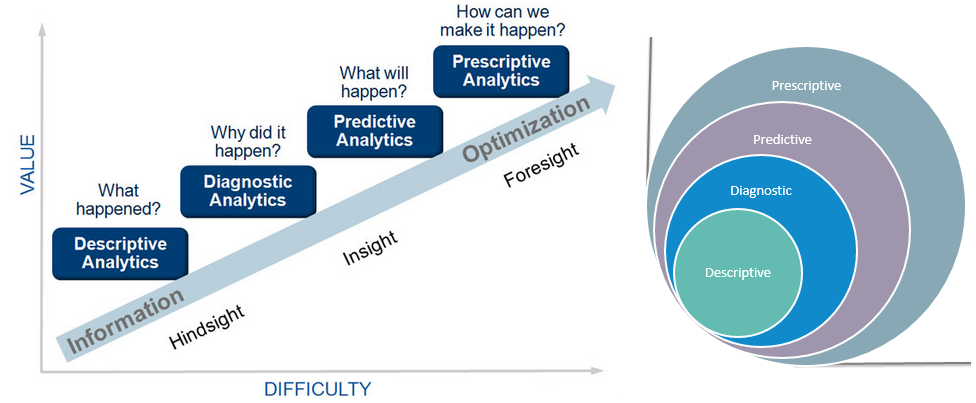 How can we
make it happen?
Prescriptive
Analytics
What will
happen?
Predictive
Analytics
Why did it
happen?
Diagnostic
Analytics
What
happened?
Descriptive
Analytics
Information
Optimization
Hindsight
Insight
Foresight
VALUE
DIFFICULTY
Prescriptive
Predictive
Diagnostic
Descriptive